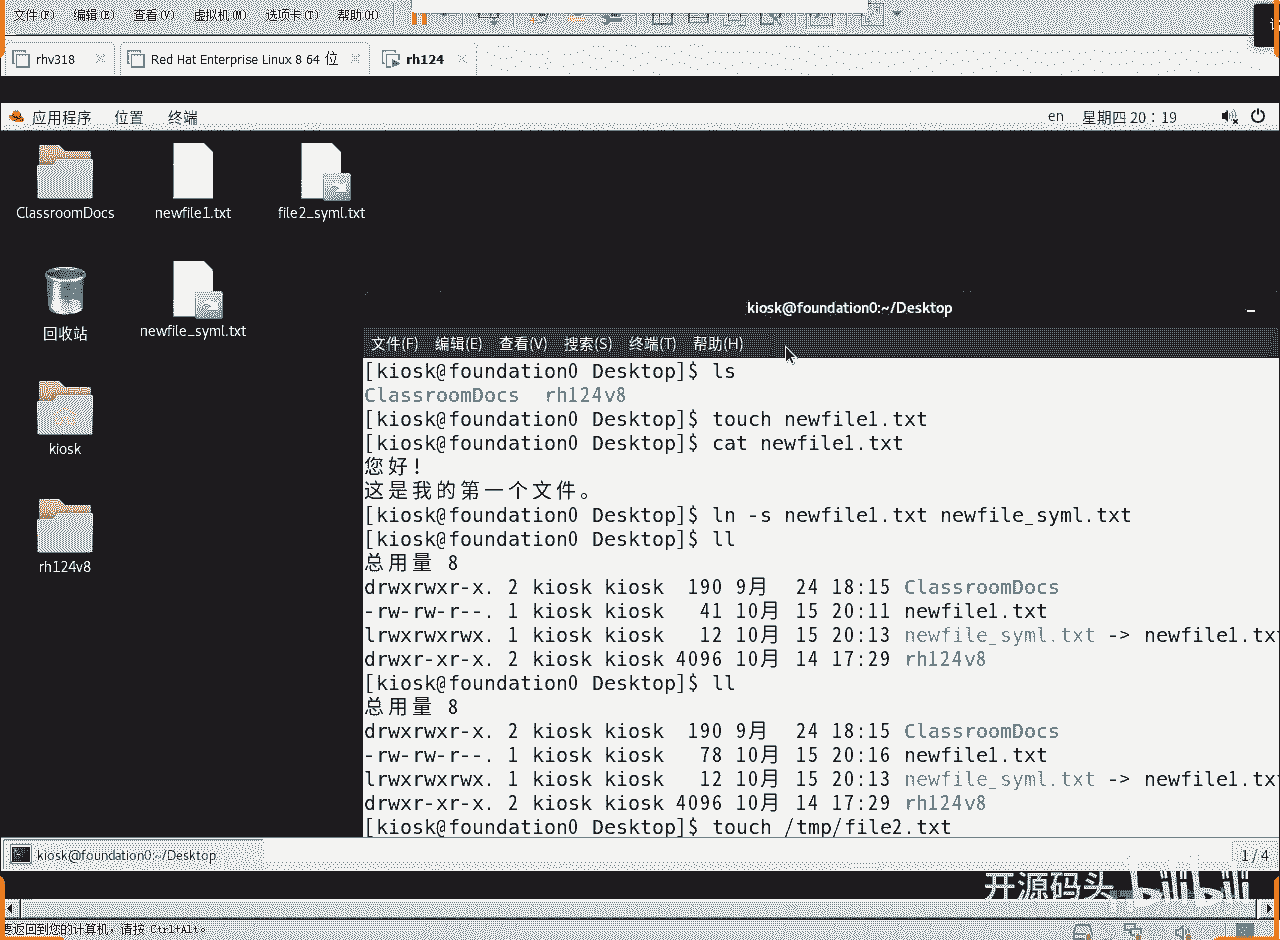 文件(F) 编辑(E) 查看(V) 虚拟机(M) 选项卡(T) 帮助(H)
rhv318 Red Hat Enterprise Linux 8 64 位 rh124
应用程序 位置 终端 en 星期四 20：19
ClassroomDocs newfile1.txt file2_syml.txt
回收站 newfile_syml.txt
kiosk
rh124v8
kiosk@foundation0:~/Desktop
文件(F) 编辑(E) 查看(V) 搜索(S) 终端(T) 帮助(H)
[kiosk@foundation0 Desktop]$ ls
ClassroomDocs rh124v8
[kiosk@foundation0 Desktop]$ touch newfile1.txt
[kiosk@foundation0 Desktop]$ cat newfile1.txt
您好!
这是我的第一个文件。
[kiosk@foundation0 Desktop]$ ln -s newfile1.txt newfile_syml.txt
[kiosk@foundation0 Desktop]$ ll
总用量 8
drwxrwxr-x. 2 kiosk kiosk 190 9月 24 18:15 ClassroomDocs
-rw-rw-r--. 1 kiosk kiosk 41 10月 15 20:11 newfile1.txt
lrwxrwxrwx. 1 kiosk kiosk 12 10月 15 20:13 newfile_syml.txt -> newfile1.tx
drwxr-xr-x. 2 kiosk kiosk 4096 10月 14 17:29 rh124v8
[kiosk@foundation0 Desktop]$ ll
总用量 8
drwxrwxr-x. 2 kiosk kiosk 190 9月 24 18:15 ClassroomDocs
-rw-rw-r--. 1 kiosk kiosk 78 10月 15 20:16 newfile1.txt
lrwxrwxrwx. 1 kiosk kiosk 12 10月 15 20:13 newfile_syml.txt -> newfile1.tx
drwxr-xr-x. 2 kiosk kiosk 4096 10月 14 17:29 rh124v8
[kiosk@foundation0 Desktop]$ touch /tmp/file2.txt
kiosk@foundation0:~/Desktop 1 / 4
开源码头 bilibili
要返回到您的计算机，请按 Ctrl+Alt。